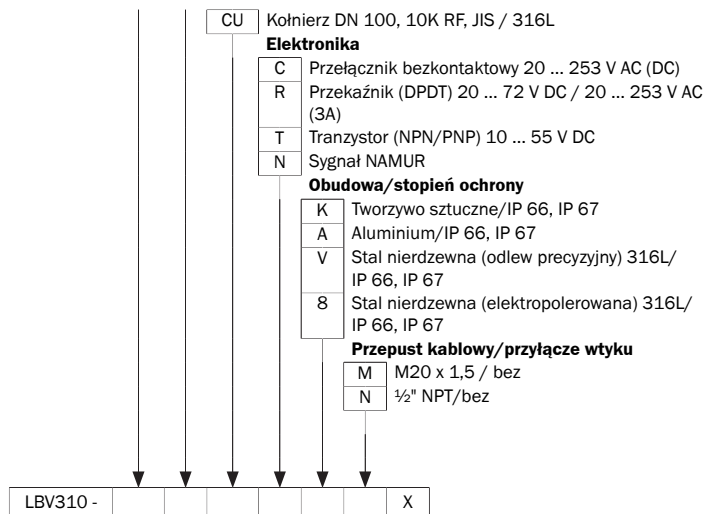 CU Kołnierz DN 100, 10K RF, JIS / 316L
Elektronika
C Przełącznik bezkontaktowy 20 ... 253 V AC (DC)
R Przekaźnik (DPDT) 20 ... 72 V DC / 20 ... 253 V AC
(3A)
T Tranzystor (NPN/PNP) 10 ... 55 V DC
N Sygnał NAMUR
Obudowa/stopień ochrony
K Tworzywo sztuczne/IP 66, IP 67
A Aluminium/IP 66, IP 67
V Stal nierdzewna (odlew precyzyjny) 316L/
IP 66, IP 67
8 Stal nierdzewna (elektropolerowana) 316L/
IP 66, IP 67
Przepust kablowy/przyłącze wtyku
M M20 x 1,5 / bez
N ½" NPT/bez
LBV310 - X